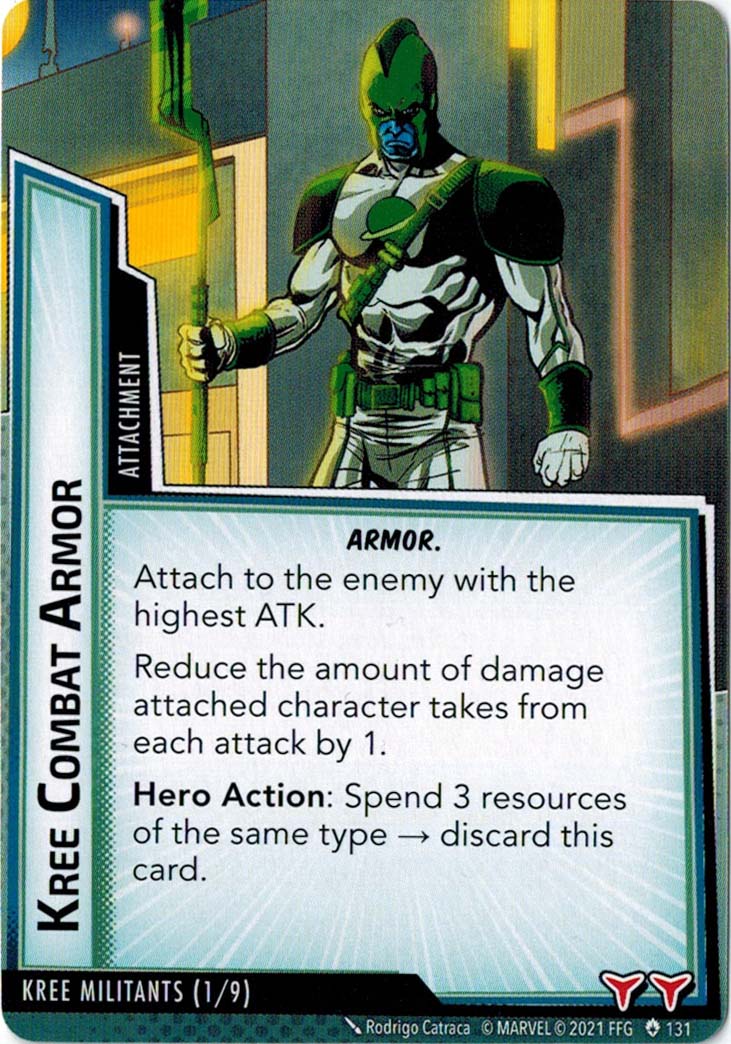 ATTACHMENT
KREE COMBAT ARMOR
ARMOR.
Attach to the enemy with the
highest ATK.
Reduce the amount of damage
attached character takes from
each attack by 1.
Hero Action: Spend 3 resources
of the same type → discard this
card.
KREE MILITANTS (1/9)
Rodrigo Catraca © MARVEL © 2021 FFG 131